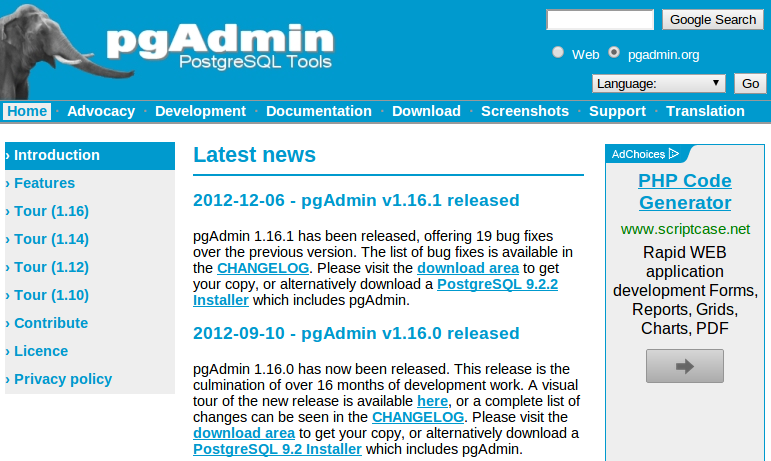 pgAdmin
PostgreSQL Tools
Google Search
Web pgadmin.org
Language: Go
Home · Advocacy · Development · Documentation · Download · Screenshots · Support · Translation
› Introduction
› Features
› Tour (1.16)
› Tour (1.14)
› Tour (1.12)
› Tour (1.10)
› Contribute
› Licence
› Privacy policy
Latest news
2012-12-06 - pgAdmin v1.16.1 released
pgAdmin 1.16.1 has been released, offering 19 bug fixes
over the previous version. The list of bug fixes is available in
the CHANGELOG. Please visit the download area to get
your copy, or alternatively download a PostgreSQL 9.2.2
Installer which includes pgAdmin.
2012-09-10 - pgAdmin v1.16.0 released
pgAdmin 1.16.0 has now been released. This release is the
culmination of over 16 months of development work. A visual
tour of the new release is available here, or a complete list of
changes can be seen in the CHANGELOG. Please visit the
download area to get your copy, or alternatively download a
PostgreSQL 9.2 Installer which includes pgAdmin.
AdChoices
PHP Code
Generator
www.scriptcase.net
Rapid WEB
application
development Forms,
Reports, Grids,
Charts, PDF